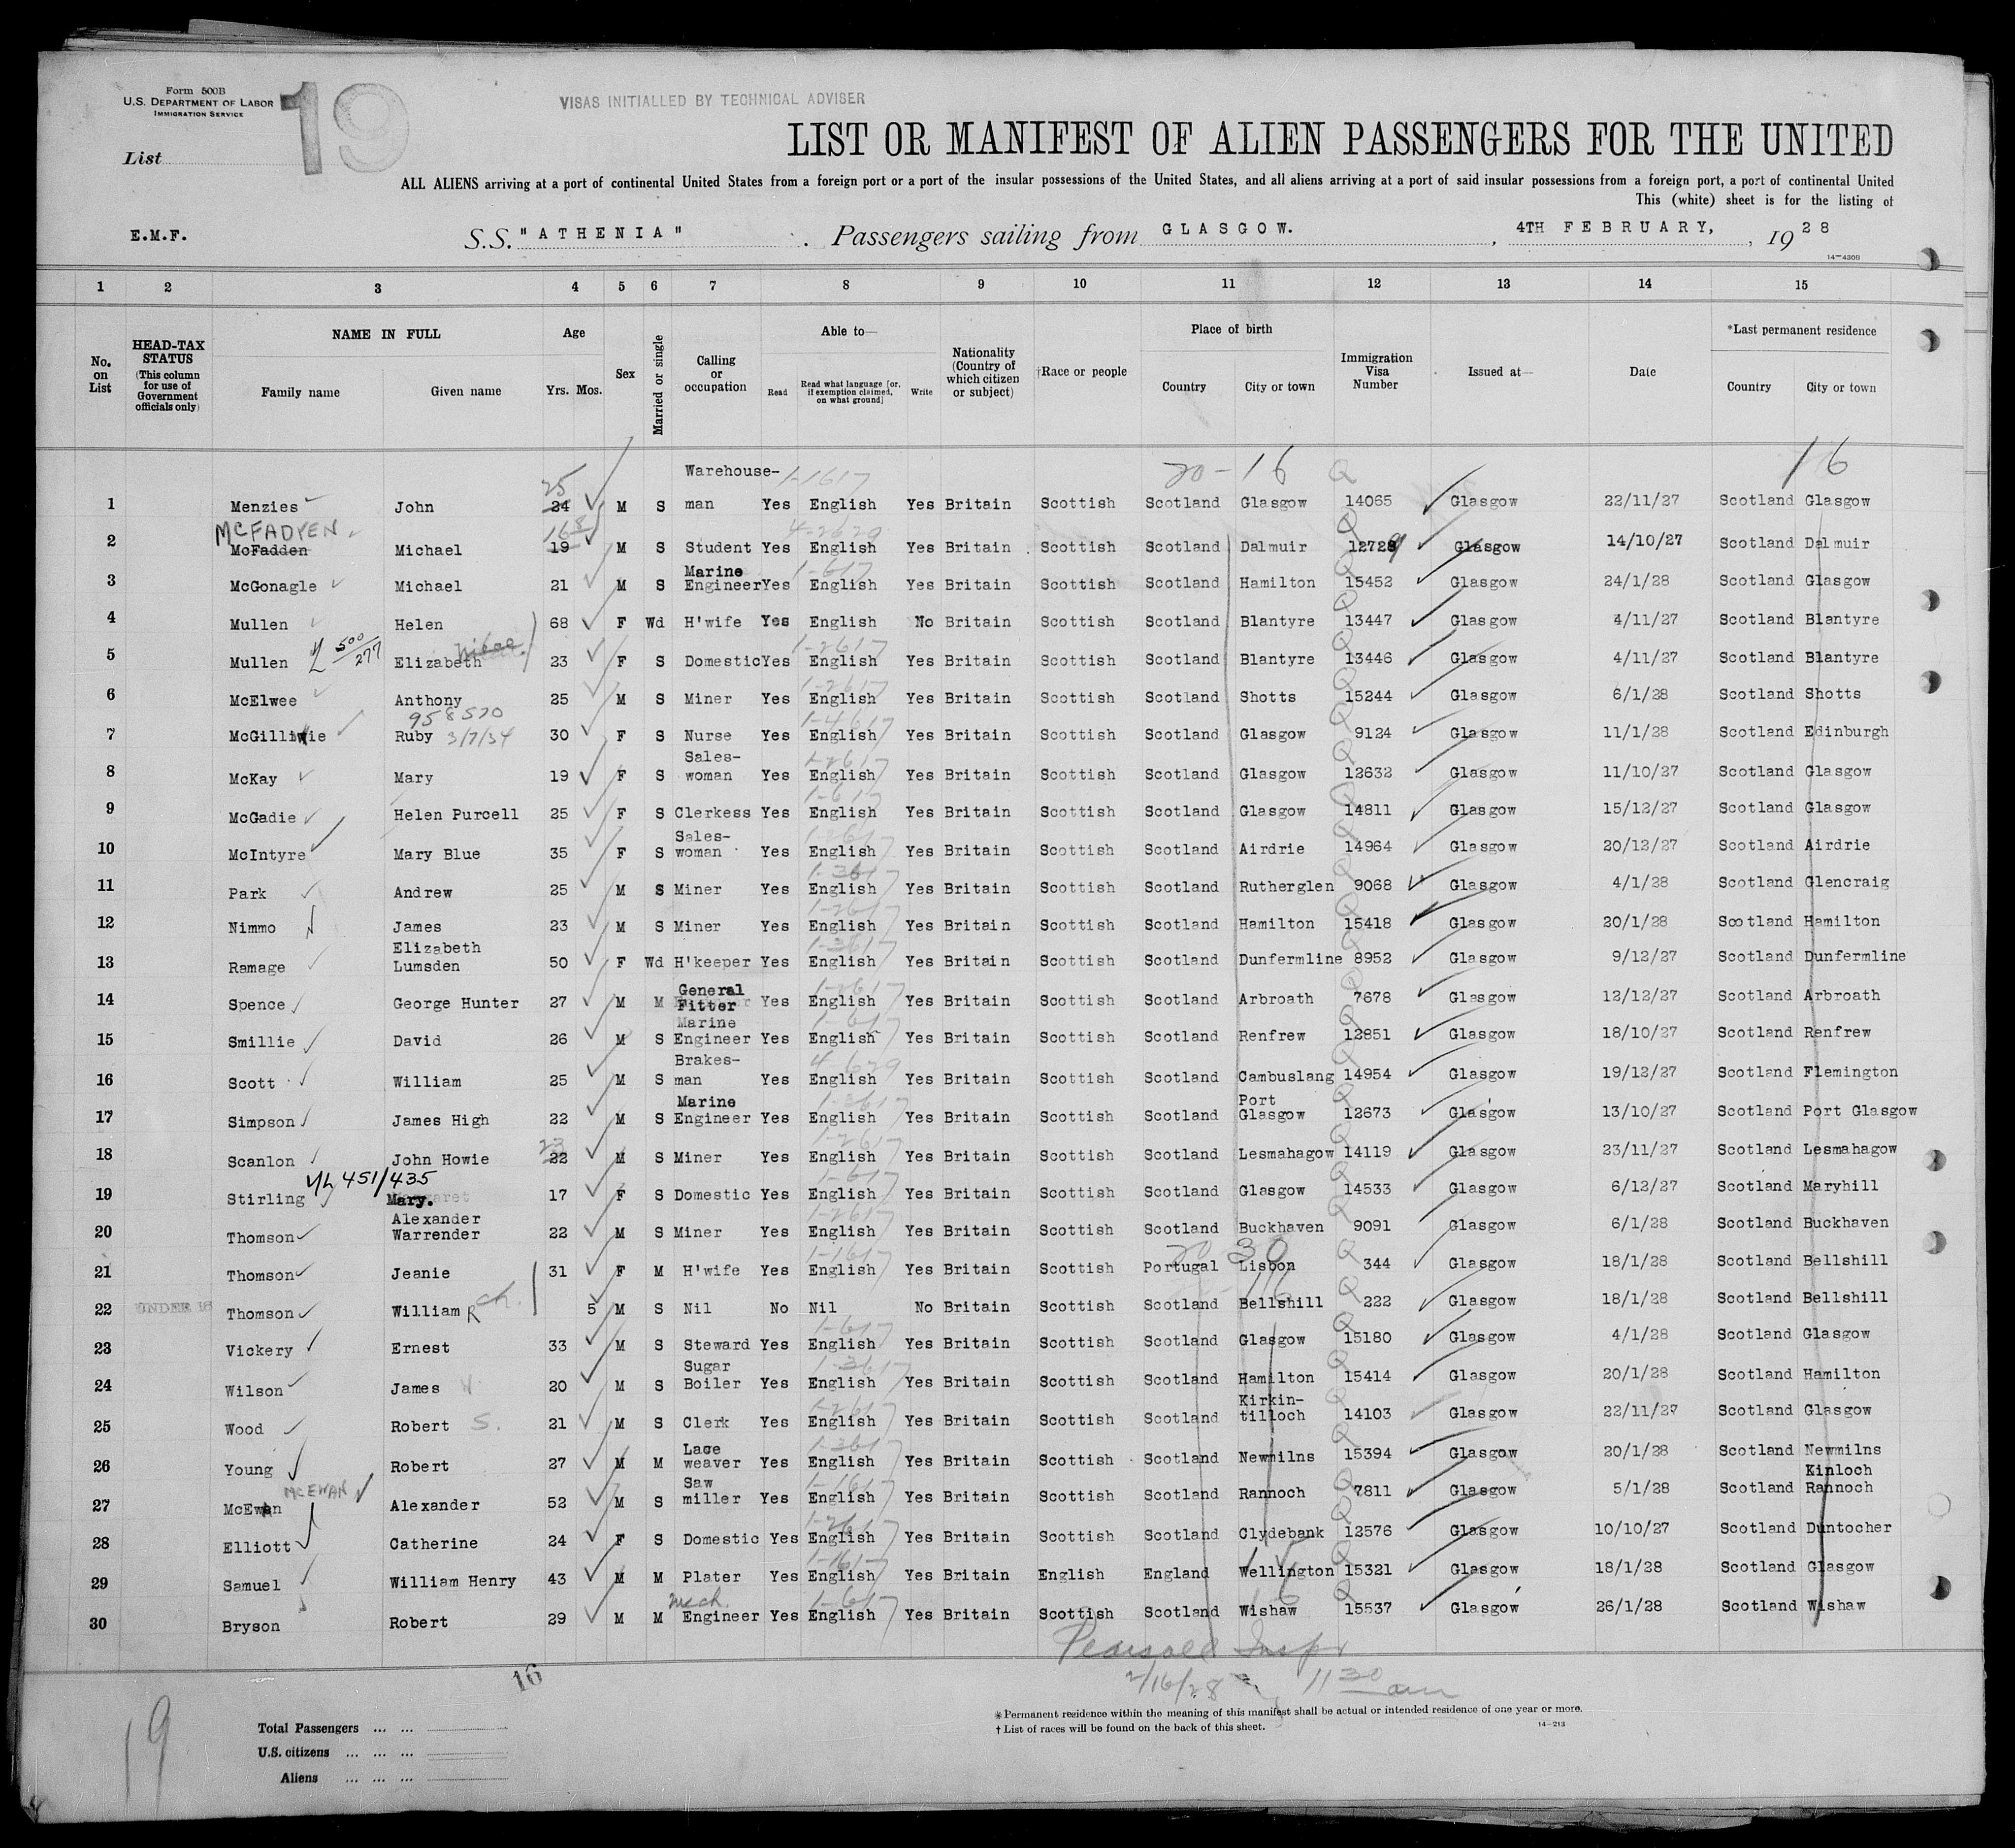 Form 500B
U.S. DEPARTMENT OF LABOR
IMMIGRATION SERVICE
19
VISAS INITIALLED BY TECHNICAL ADVISER
List
LIST OR MANIFEST OF ALIEN PASSENGERS FOR THE UNITED
ALL ALIENS arriving at a port of continental United States from a foreign port or a port of the insular possessions of the United States, and all aliens arriving at a port of said insular possessions from a foreign port, a port of continental United
This (white) sheet is for the listing of
E.M.F. S.S. "ATHENIA" Passengers sailing from GLASGOW. , 4TH FEBRUARY, , 19 28
14—430B
1 2 3 4 5 6 7 8 9 10 11 12 13 14 15
No. on List HEAD-TAX STATUS (This column for use of Government officials only) NAME IN FULL Family name Given name Age Yrs. Mos. Sex Married or single Calling or occupation Able to— Read Read what language [or, if exemption claimed, on what ground] Write Nationality (Country of which citizen or subject) †Race or people Place of birth Country City or town Immigration Visa Number Issued at— Date *Last permanent residence Country City or town
20-16 16
1 Menzies John 25 24 M S Warehouse-man Yes English Yes Britain Scottish Scotland Glasgow 14065 Glasgow 22/11/27 Scotland Glasgow
2 MCFADYEN McFadden Michael 16 8 19 M S Student Yes English Yes Britain Scottish Scotland Dalmuir 12729 Glasgow 14/10/27 Scotland Dalmuir
3 McGonagle Michael 21 M S Marine Engineer Yes English Yes Britain Scottish Scotland Hamilton 15452 Glasgow 24/1/28 Scotland Glasgow
4 Mullen Helen 68 F Wd H'wife Yes English No Britain Scottish Scotland Blantyre 13447 Glasgow 4/11/27 Scotland Blantyre
5 Mullen 500/277 Elizabeth 23 F S Domestic Yes English Yes Britain Scottish Scotland Blantyre 13446 Glasgow 4/11/27 Scotland Blantyre
6 McElwee Anthony 25 M S Miner Yes English Yes Britain Scottish Scotland Shotts 15244 Glasgow 6/1/28 Scotland Shotts
7 Ruby 958520 3/7/34 30 F S Nurse Yes English Yes Britain Scottish Scotland Glasgow 9124 Glasgow 11/1/28 Scotland Edinburgh
8 McKay Mary 19 F S Sales-woman Yes English Yes Britain Scottish Scotland Glasgow 12632 Glasgow 11/10/27 Scotland Glasgow
9 McGadie Helen Purcell 25 F S Clerkess Yes English Yes Britain Scottish Scotland Glasgow 14811 Glasgow 15/12/27 Scotland Glasgow
10 McIntyre Mary Blue 35 F S Sales-woman Yes English Yes Britain Scottish Scotland Airdrie 14964 Glasgow 20/12/27 Scotland Airdrie
11 Park Andrew 25 M S Miner Yes English Yes Britain Scottish Scotland Rutherglen 9068 Glasgow 4/1/28 Scotland Glencraig
12 Nimmo James 23 M S Miner Yes English Yes Britain Scottish Scotland Hamilton 15418 Glasgow 20/1/28 Scotland Hamilton
13 Ramage Elizabeth Lumsden 50 F Wd H'keeper Yes English Yes Britain Scottish Scotland Dunfermline 8952 Glasgow 9/12/27 Scotland Dunfermline
14 Spence George Hunter 27 M M General Fitter Yes English Yes Britain Scottish Scotland Arbroath 7678 Glasgow 12/12/27 Scotland Arbroath
15 Smillie David 26 M S Marine Engineer Yes English Yes Britain Scottish Scotland Renfrew 12851 Glasgow 18/10/27 Scotland Renfrew
16 Scott William 25 M S Brakes-man Yes English Yes Britain Scottish Scotland Cambuslang 14954 Glasgow 19/12/27 Scotland Flemington
17 Simpson James High 22 M S Marine Engineer Yes English Yes Britain Scottish Scotland Port Glasgow 12673 Glasgow 13/10/27 Scotland Port Glasgow
18 Scanlon John Howie 23 22 M S Miner Yes English Yes Britain Scottish Scotland Lesmahagow 14119 Glasgow 23/11/27 Scotland Lesmahagow
19 Stirling 451/435 Mary. 17 F S Domestic Yes English Yes Britain Scottish Scotland Glasgow 14533 Glasgow 6/12/27 Scotland Maryhill
20 Thomson Alexander Warrender 22 M S Miner Yes English Yes Britain Scottish Scotland Buckhaven 9091 Glasgow 6/1/28 Scotland Buckhaven
21 Thomson Jeanie 31 F M H'wife Yes English Yes Britain Scottish Portugal Lisbon 344 Glasgow 18/1/28 Scotland Bellshill
22 UNDER 16 Thomson William R ch. 5 M S Nil No Nil No Britain Scottish Scotland Bellshill 222 Glasgow 18/1/28 Scotland Bellshill
23 Vickery Ernest 33 M S Steward Yes English Yes Britain Scottish Scotland Glasgow 15180 Glasgow 4/1/28 Scotland Glasgow
24 Wilson James W 20 M S Sugar Boiler Yes English Yes Britain Scottish Scotland Hamilton 15414 Glasgow 20/1/28 Scotland Hamilton
25 Wood Robert S. 21 M S Clerk Yes English Yes Britain Scottish Scotland Kirkin-tilloch 14103 Glasgow 22/11/27 Scotland Glasgow
26 Young Robert 27 M M Lace weaver Yes English Yes Britain Scottish Scotland Newmilns 15394 Glasgow 20/1/28 Scotland Newmilns
27 MCEWAN McEwan Alexander 52 M S Saw miller Yes English Yes Britain Scottish Scotland Rannoch 7811 Glasgow 5/1/28 Scotland Kinloch Rannoch
28 Elliott Catherine 24 F S Domestic Yes English Yes Britain Scottish Scotland Clydebank 12576 Glasgow 10/10/27 Scotland Duntocher
29 Samuel William Henry 43 M M Plater Yes English Yes Britain English England Wellington 15321 Glasgow 18/1/28 Scotland Glasgow
30 Bryson Robert 29 M M Mech. Engineer Yes English Yes Britain Scottish Scotland Wishaw 15537 Glasgow 26/1/28 Scotland Wishaw
Pearsall Inspr
2/16/28 11 30 am
16
19
Total Passengers ... ...
U.S. citizens ... ... ...
Aliens ... ... ...
* Permanent residence within the meaning of this manifest shall be actual or intended residence of one year or more.
† List of races will be found on the back of this sheet.
14—213